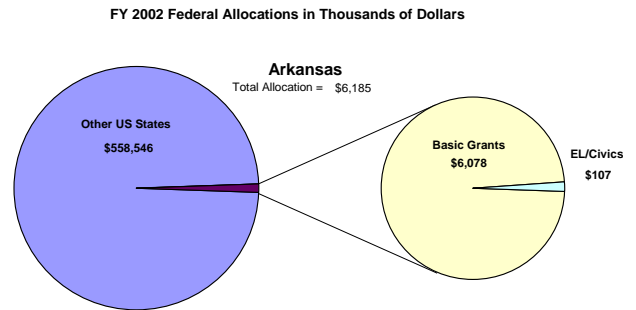 FY 2002 Federal Allocations in Thousands of Dollars
Arkansas
Total Allocation = $6,185
Other US States
$558,546
Basic Grants
$6,078
EL/Civics
$107